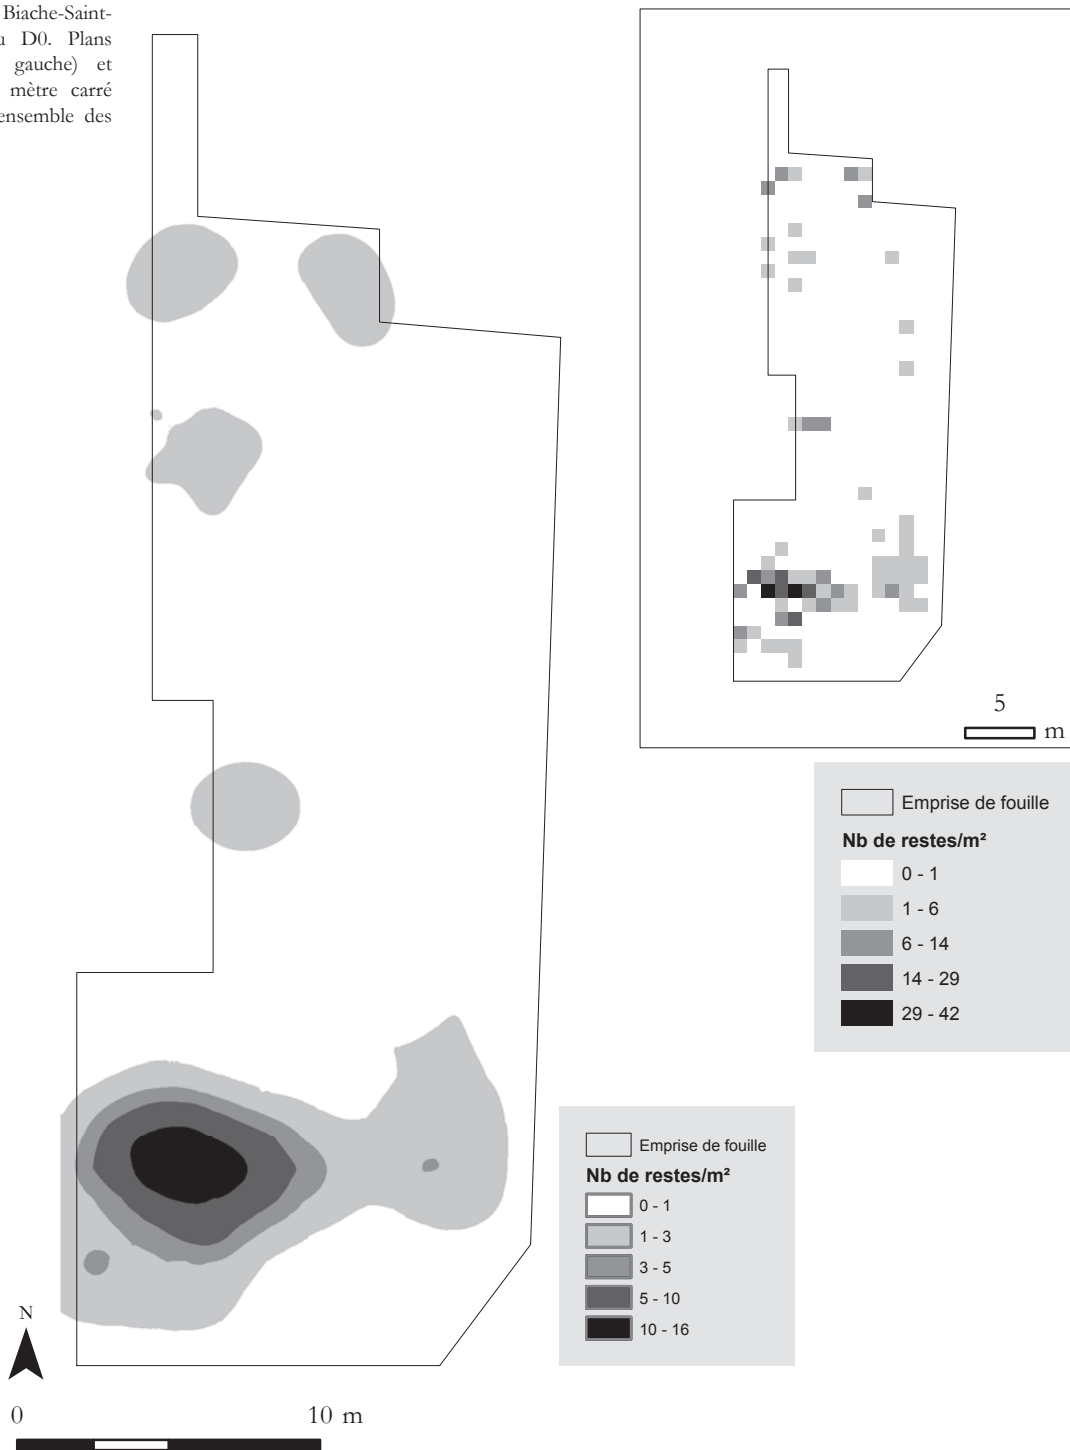 Biache-Saint-
u D0. Plans
gauche) et
mètre carré
ensemble des
5
m
Emprise de fouille
Nb de restes/m²
0 - 1
1 - 6
6 - 14
14 - 29
29 - 42
Emprise de fouille
Nb de restes/m²
0 - 1
1 - 3
3 - 5
5 - 10
10 - 16
N
0 10 m